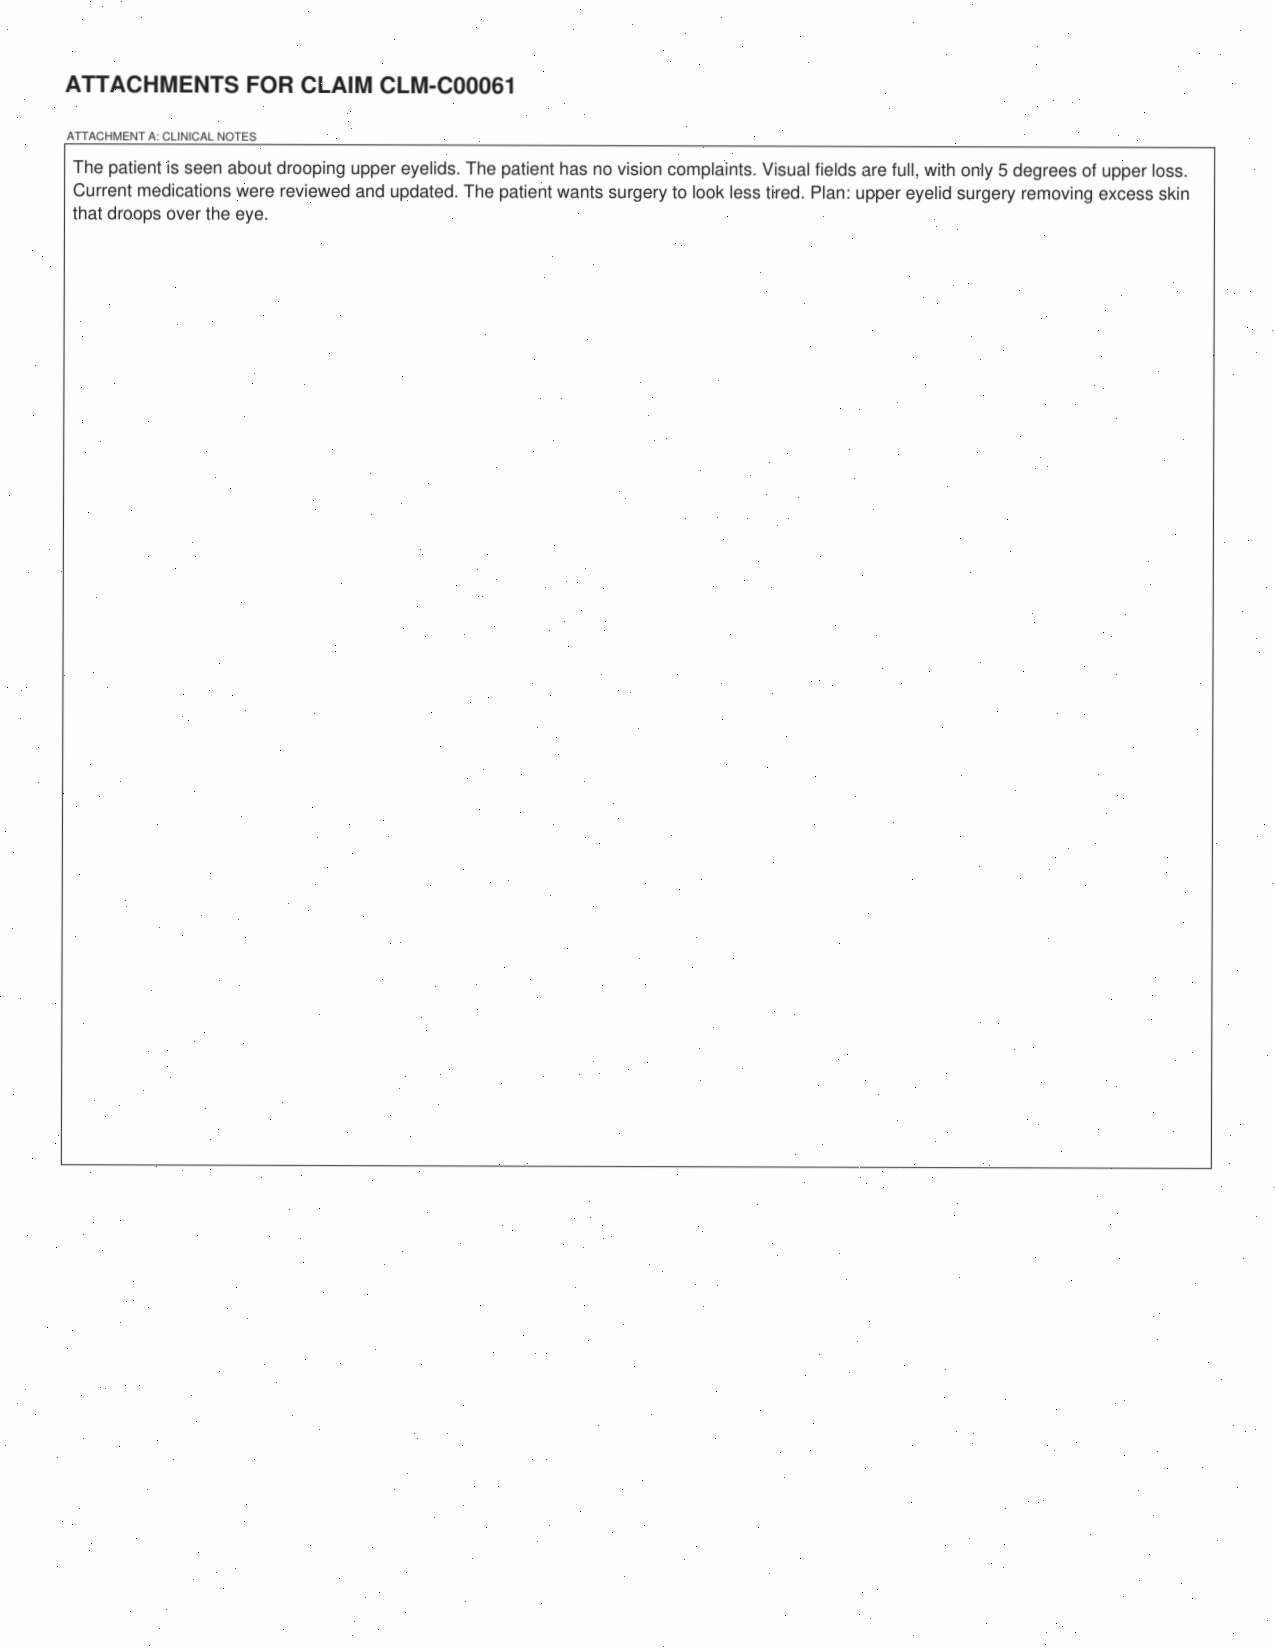 ATTACHMENTS FOR CLAIM CLM-C00061
ATTACHMENT A: CLINICAL NOTES
The patient is seen about drooping upper eyelids. The patient has no vision complaints. Visual fields are full, with only 5 degrees of upper loss.
Current medications were reviewed and updated. The patient wants surgery to look less tired. Plan: upper eyelid surgery removing excess skin
that droops over the eye.